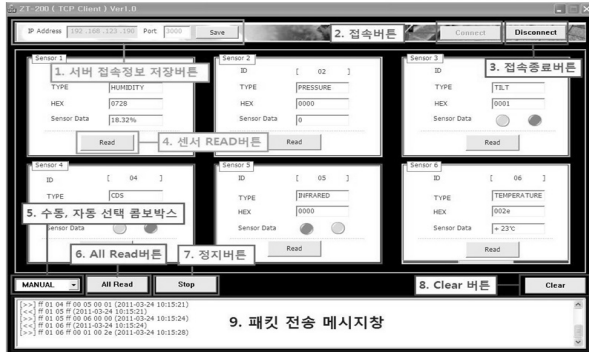 ZT-200 ( TCP Client ) Ver1.0
IP Address 192 .168 .123 .190 Port 3000 Save
2. 접속버튼
Connect Disconnect
3. 접속종료버튼
Sensor 1
1. 서버 접속정보 저장버튼
TYPE HUMIDITY
HEX 0728
Sensor Data 18.32%
Read
4. 센서 READ버튼
Sensor 2
ID [ 02 ]
TYPE PRESSURE
HEX 0000
Sensor Data 0
Read
Sensor 3
ID
TYPE TILT
HEX 0001
Sensor Data
Read
Sensor 4
ID [ 04 ]
TYPE CDS
5. 수동, 자동 선택 콤보박스
Sensor Data
Read
Sensor 5
ID [ 05 ]
TYPE INFRARED
HEX 0000
Sensor Data
Read
Sensor 6
ID [ 06 ]
TYPE TEMPERATURE
HEX 002e
Sensor Data + 23℃
Read
6. All Read버튼
7. 정지버튼
MANUAL All Read Stop
8. Clear 버튼
Clear
[>>] ff 01 04 ff 00 05 00 01 (2011-03-24 10:15:21)
[<<] ff 01 05 ff (2011-03-24 10:15:21)
[>>] ff 01 05 ff 00 06 00 00 (2011-03-24 10:15:24)
[<<] ff 01 06 ff (2011-03-24 10:15:24)
[>>] ff 01 06 ff 00 01 00 2e (2011-03-24 10:15:28)
9. 패킷 전송 메시지창